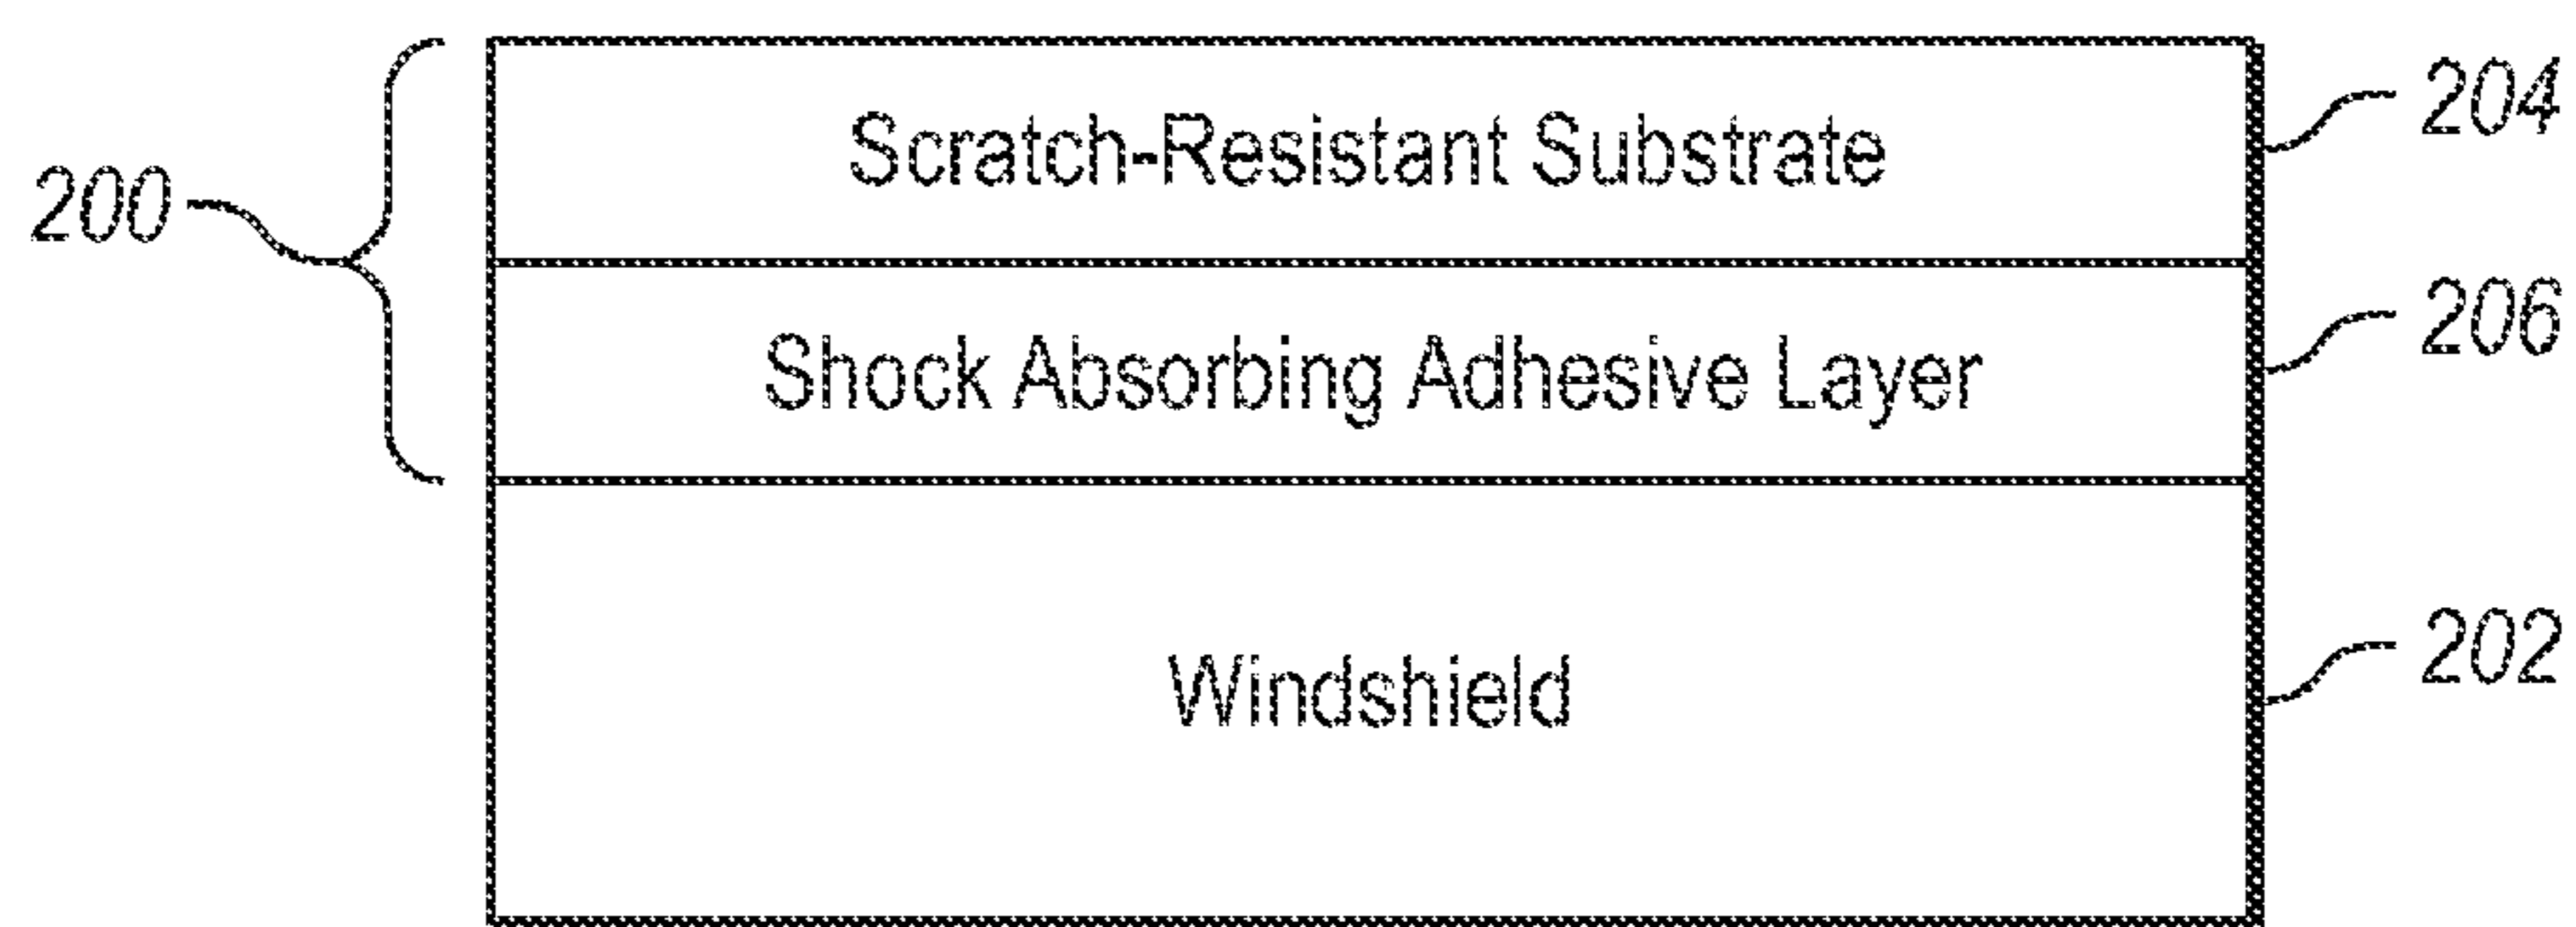 204
Scratch-Resistant Substrate
200
206
Shock Absorbing Adhesive Layer
202
Windshield